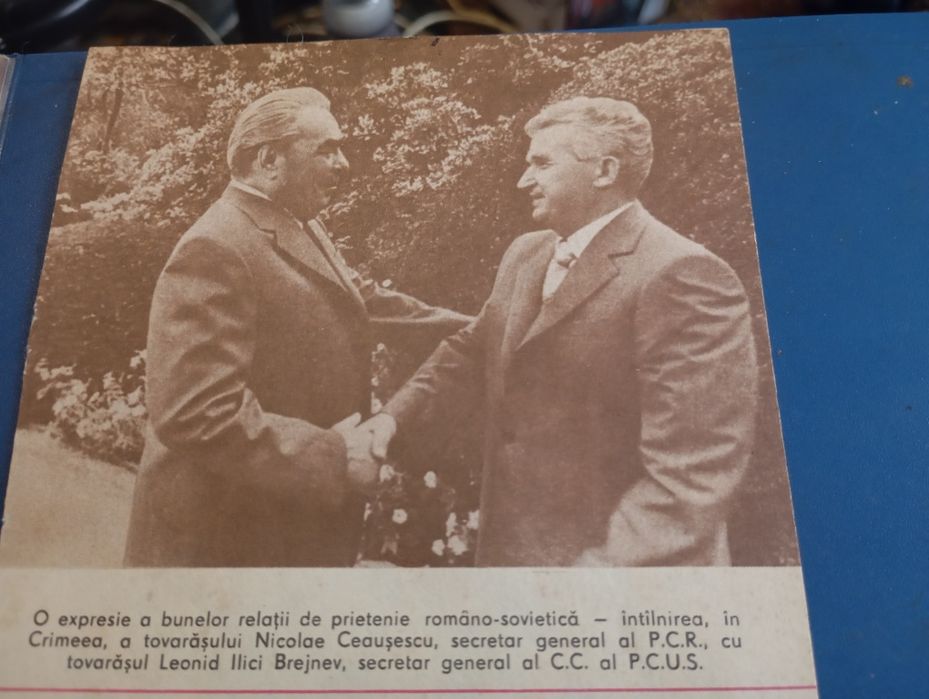 O expresie a bunelor relații de prietenie româno-sovietică – întîlnirea, în
Crimeea, a tovarășului Nicolae Ceaușescu, secretar general al P.C.R., cu
tovarășul Leonid Ilici Brejnev, secretar general al C.C. al P.C.U.S.